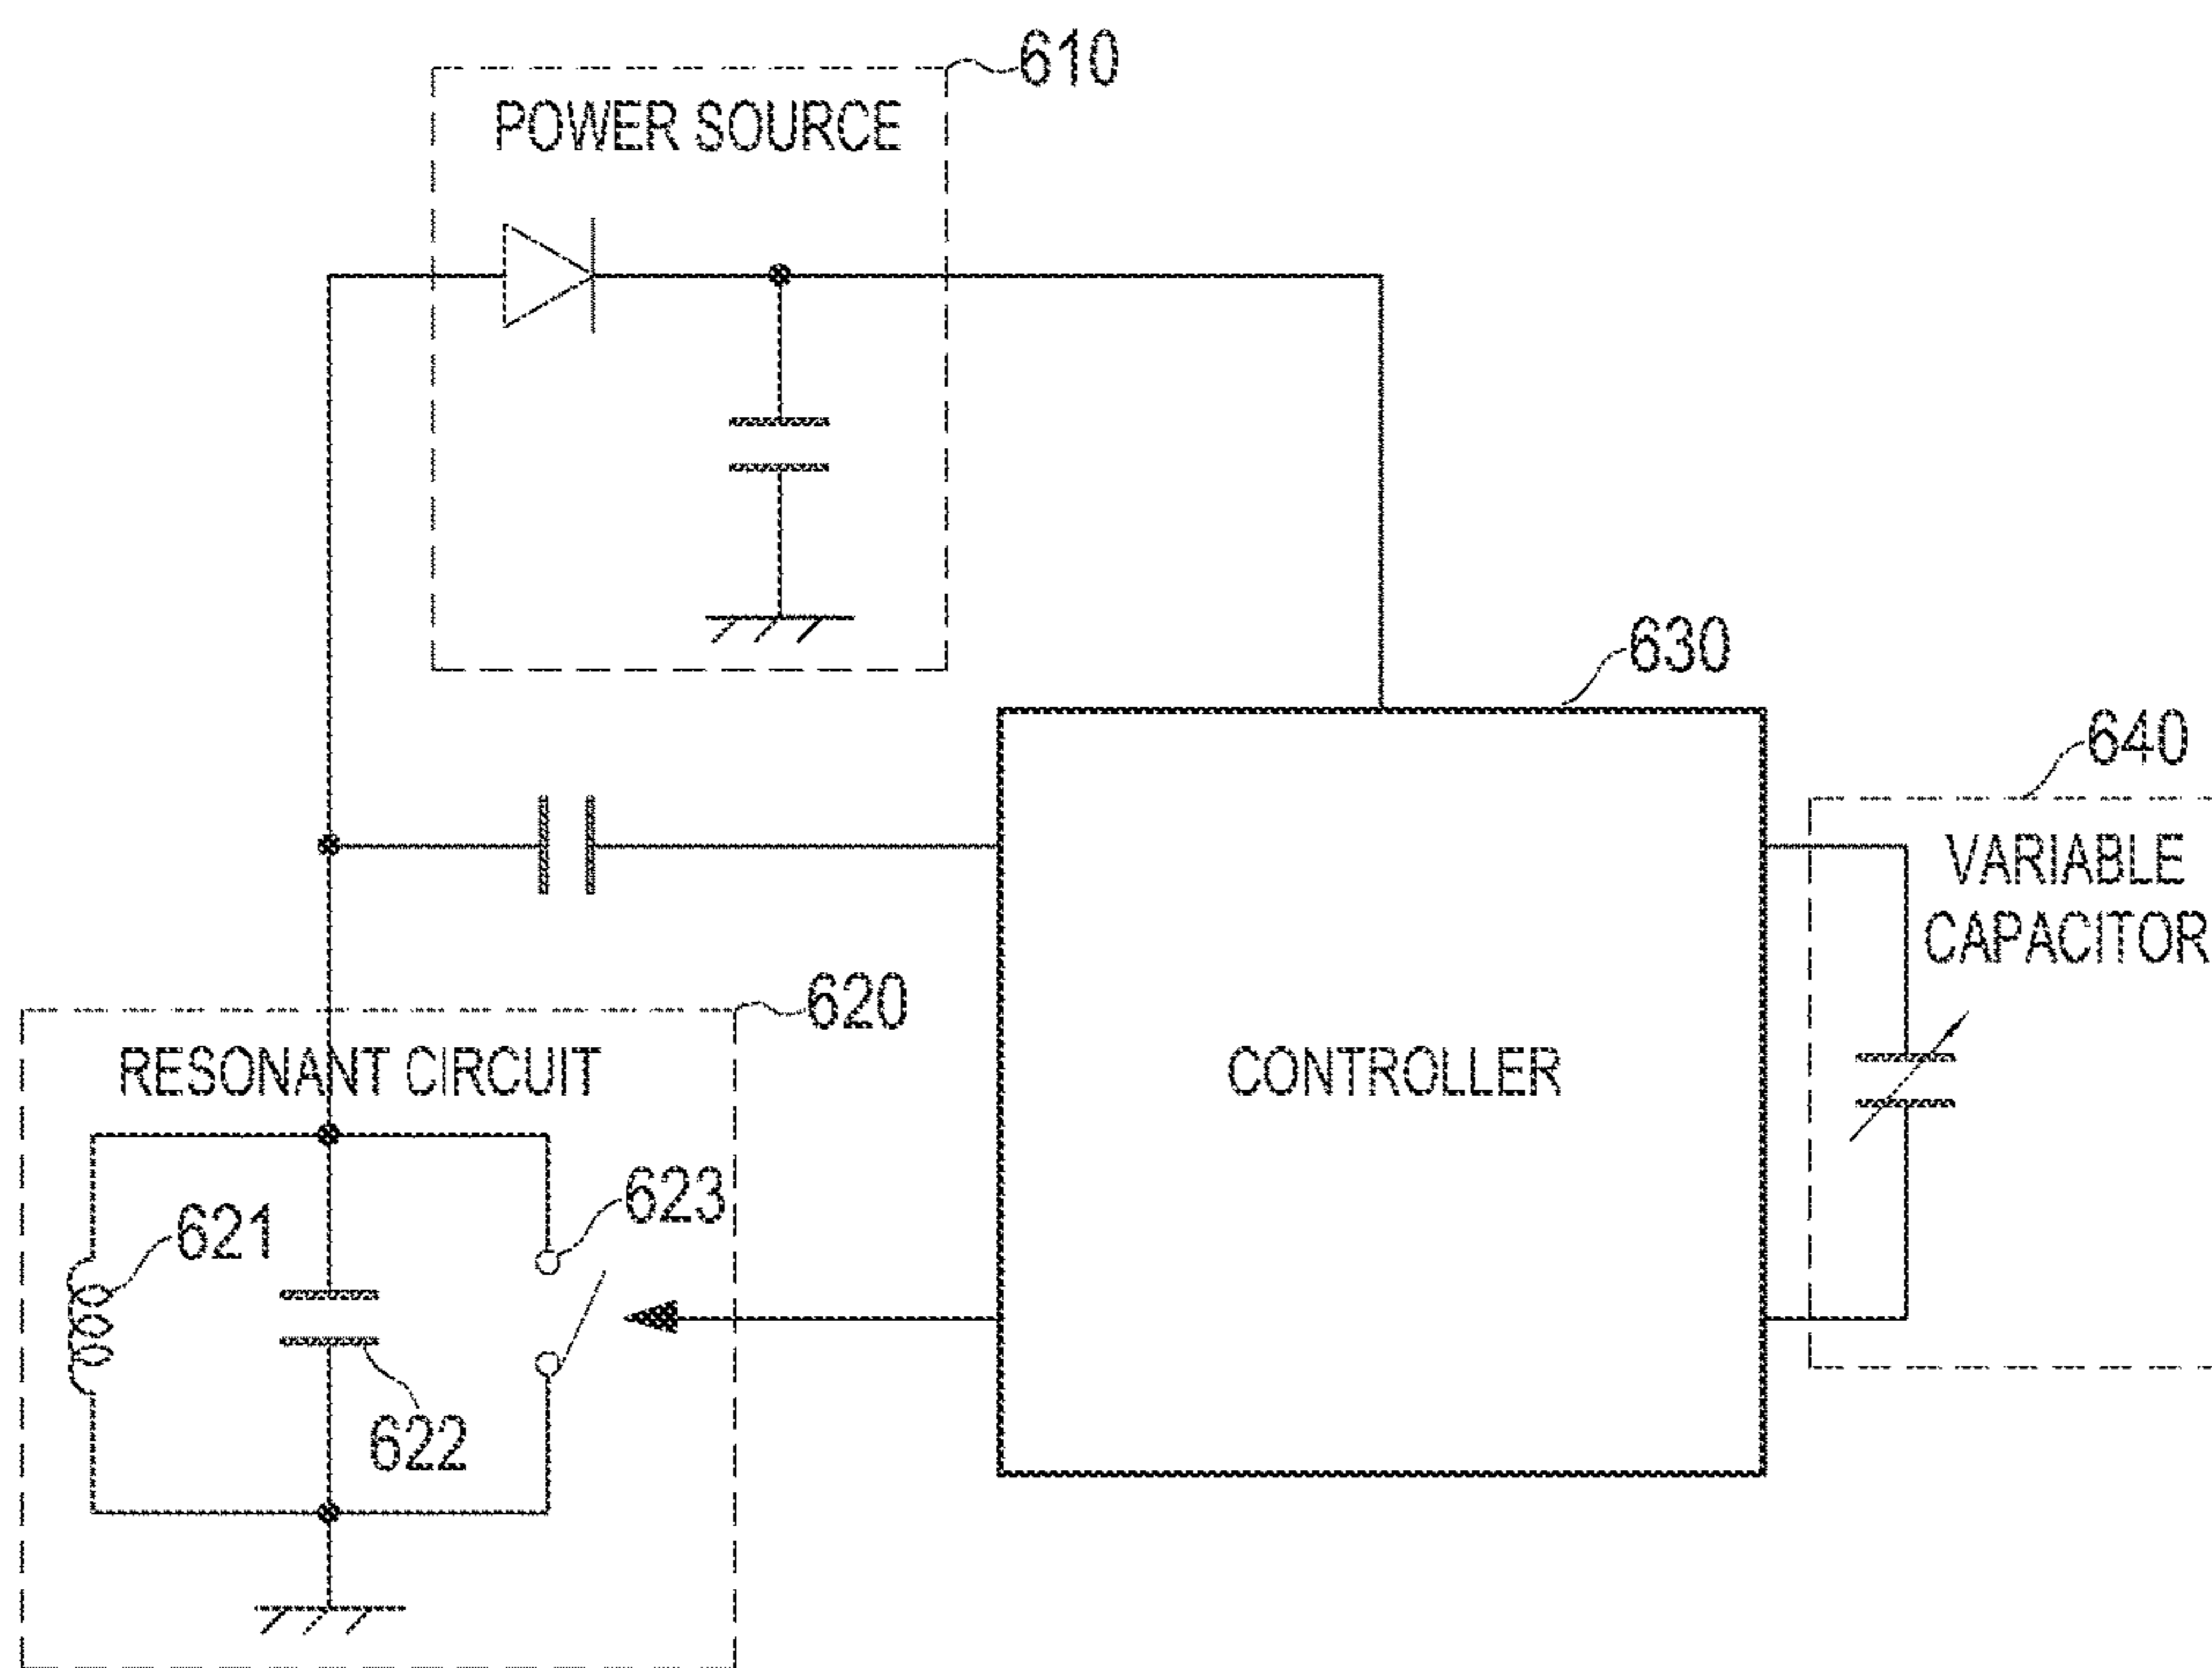 610
POWER SOURCE
630
640
VARIABLE
CAPACITOR
620
RESONANT CIRCUIT
CONTROLLER
623
621
622